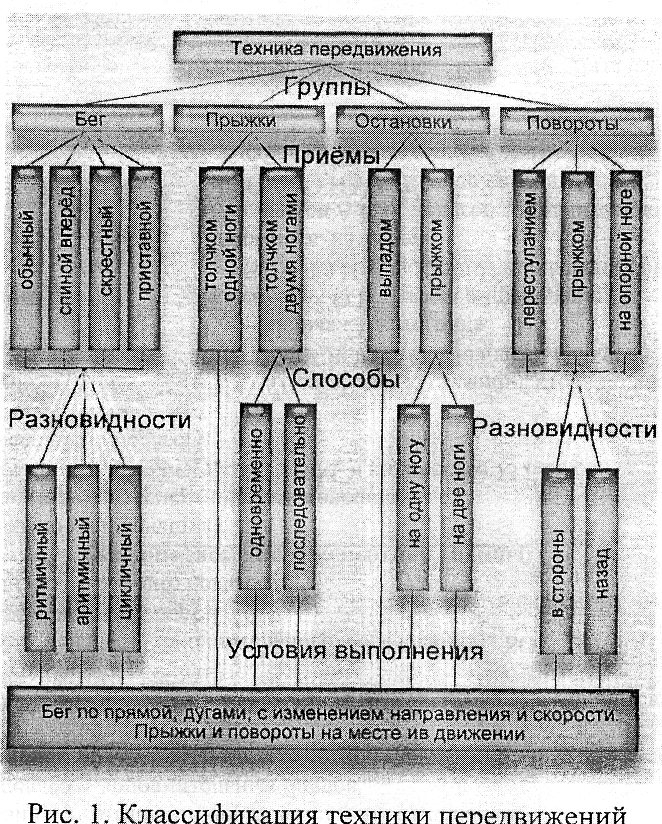 Техника передвижения
Группы
Бег
Прыжки
Остановки
Повороты
Приёмы
обычный
спиной вперёд
скрестный
приставной
толчком
одной ноги
толчком
двумя ногами
выпадом
прыжком
переступанием
прыжком
на опорной ноге
Способы
Разновидности
Разновидности
одновременно
последовательно
на одну ногу
на две ноги
ритмичный
аритмичный
цикличный
в стороны
назад
Условия выполнения
Бег по прямой, дугами, с изменением направления и скорости.
Прыжки и повороты на месте ив движении
Рис. 1. Классификация техники передвижений